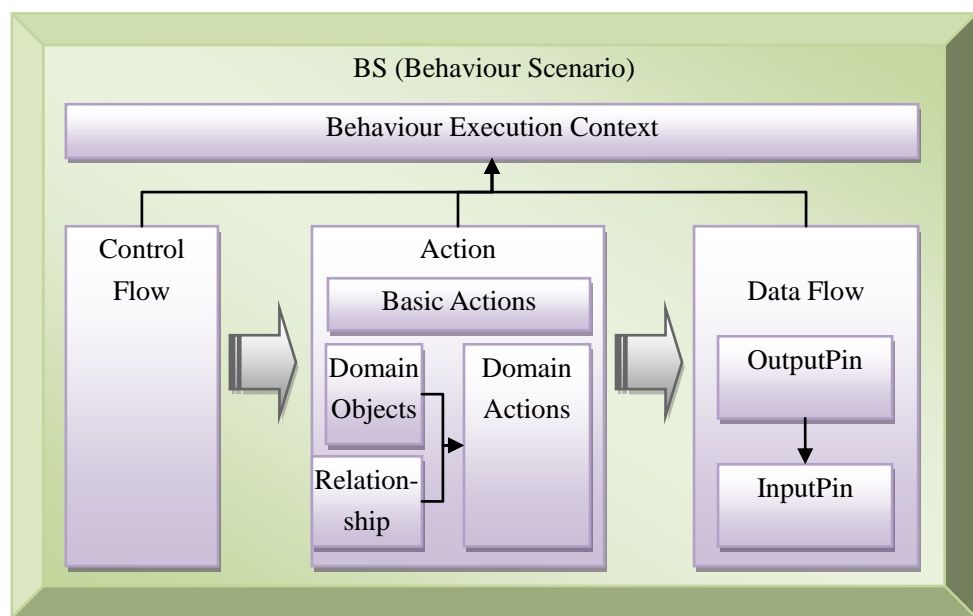 BS (Behaviour Scenario)
Behaviour Execution Context
Control
Flow
Action
Basic Actions
Domain
Objects
Relation-
ship
Domain
Actions
Data Flow
OutputPin
InputPin